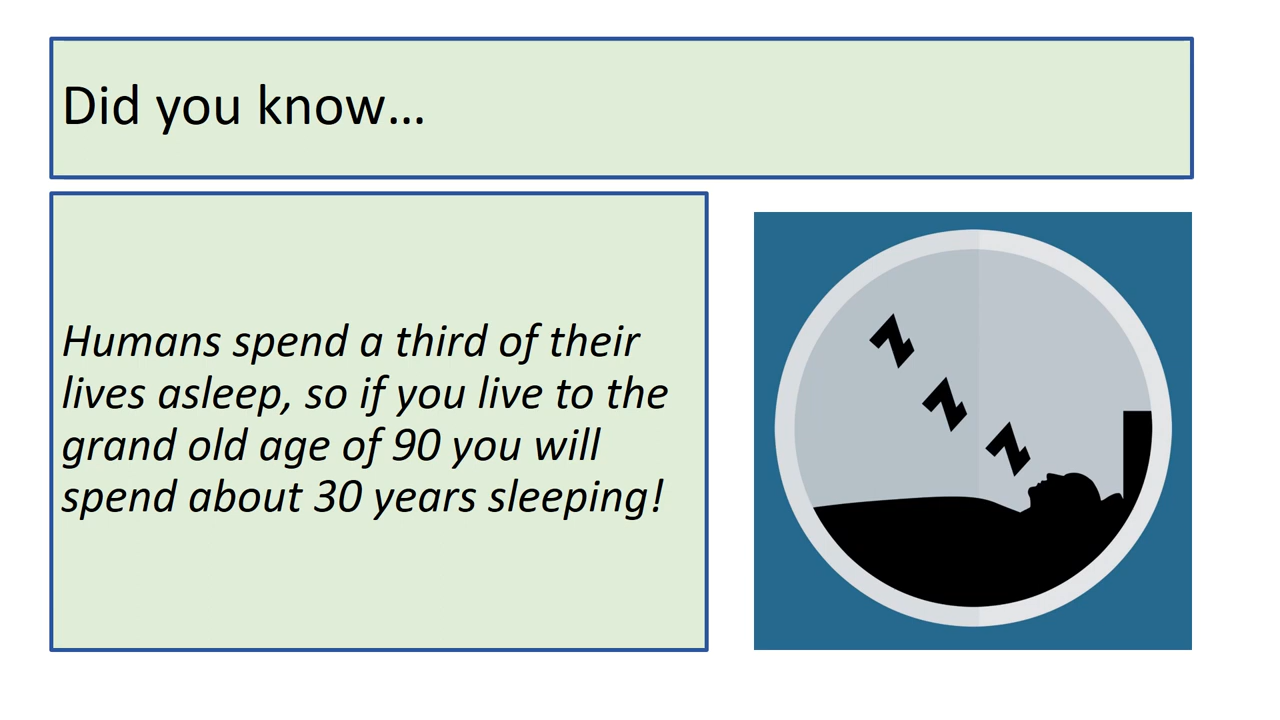 Did you know...
Humans spend a third of their
lives asleep, so if you live to the
grand old age of 90 you will
spend about 30 years sleeping!